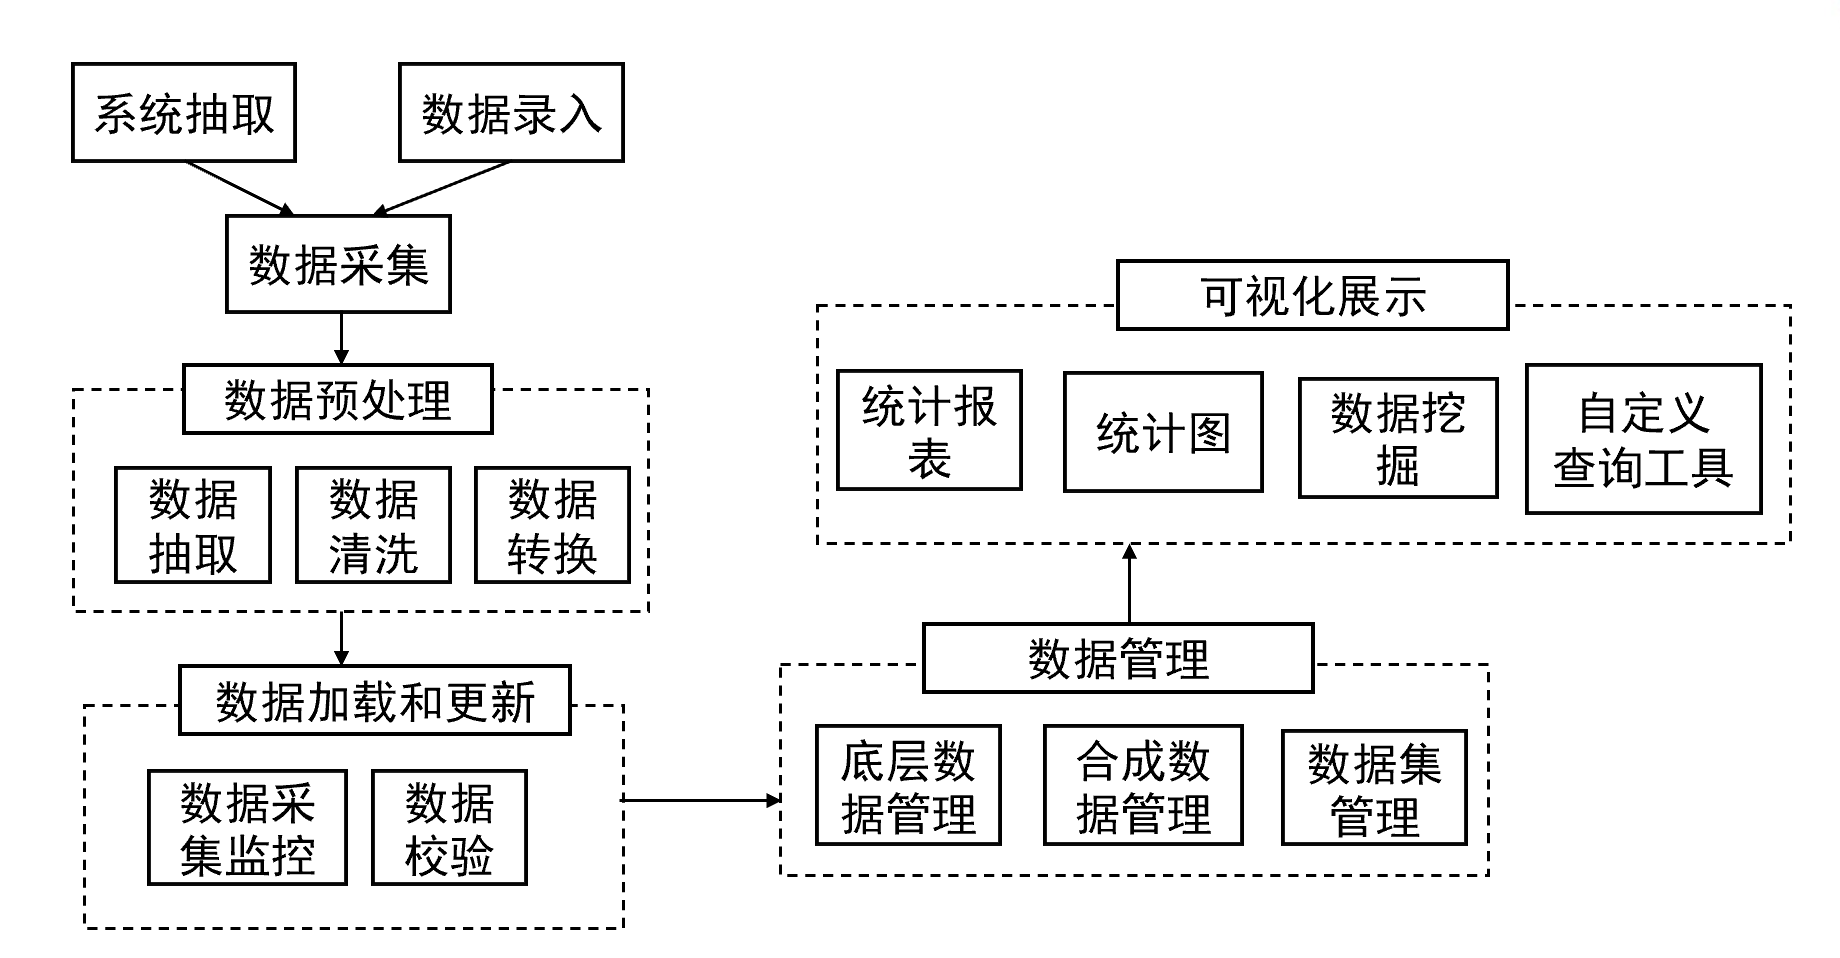 系统抽取
数据录入
数据采集
数据预处理
数据
抽取
数据
清洗
数据
转换
数据加载和更新
数据采
集监控
数据
校验
可视化展示
统计报
表
统计图
数据挖
掘
自定义
查询工具
数据管理
底层数
据管理
合成数
据管理
数据集
管理